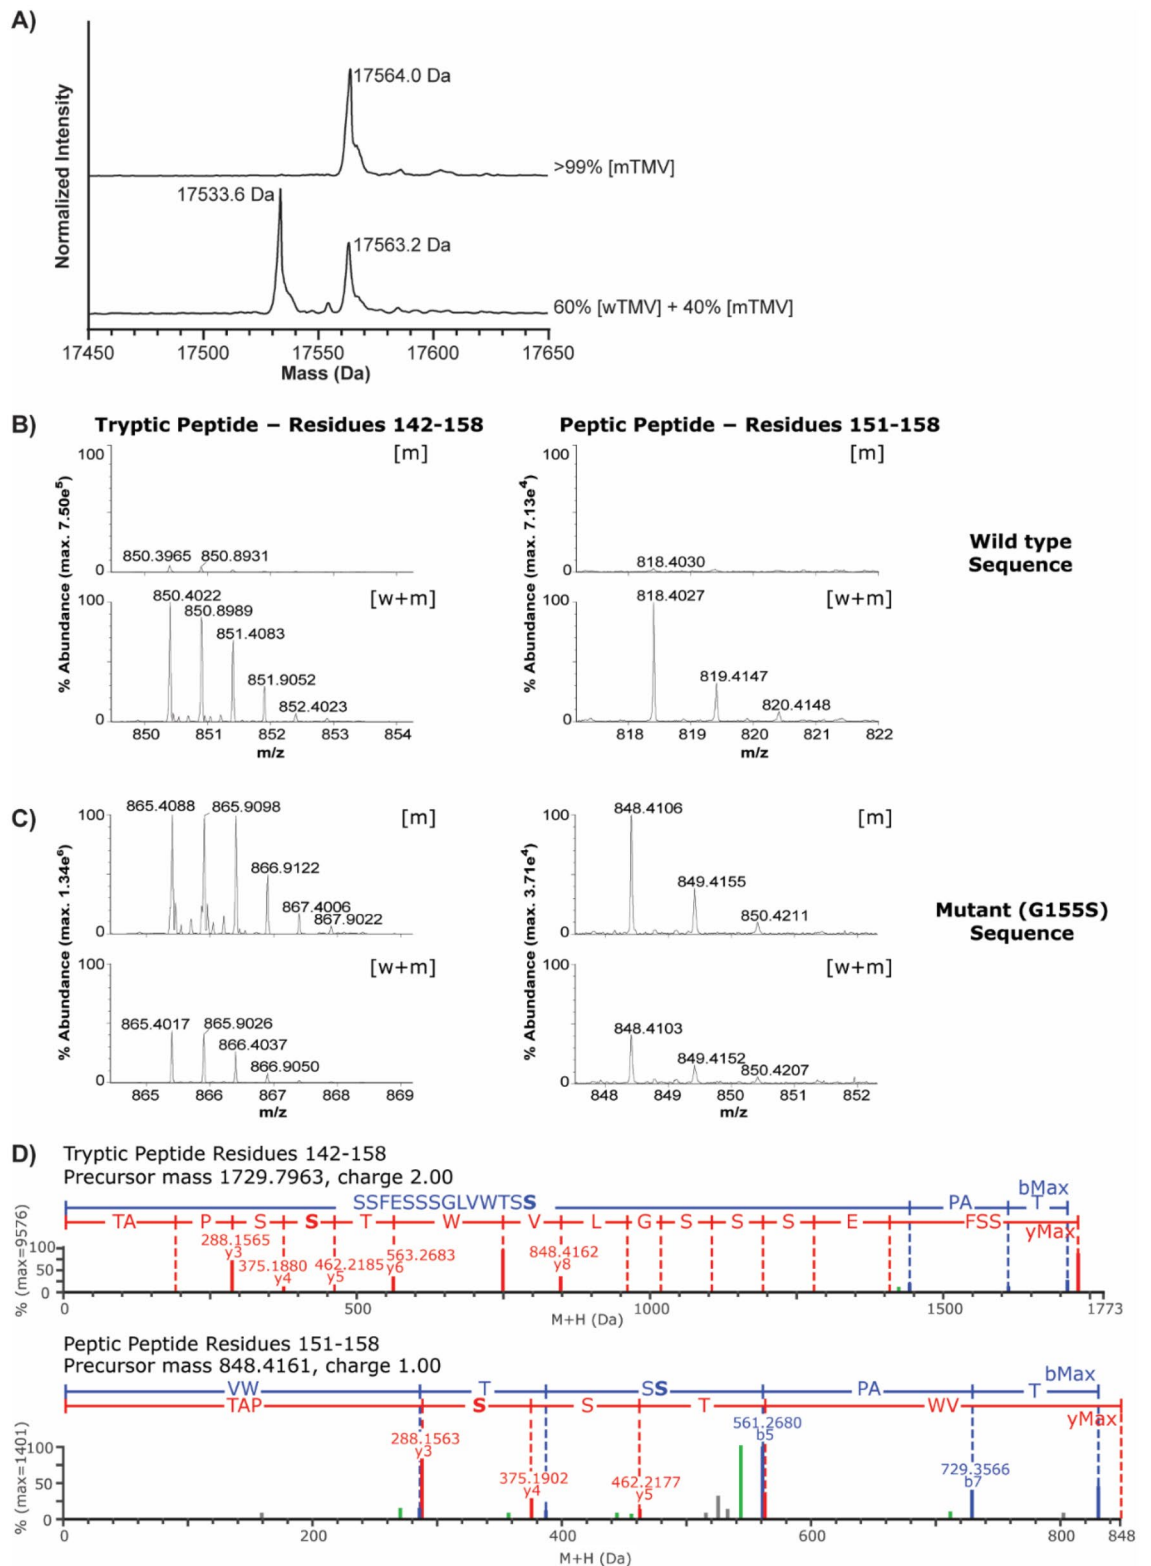 A)
Normalized Intensity
17564.0 Da
>99% [mTMV]
17533.6 Da
17563.2 Da
60% [wTMV] + 40% [mTMV]
17450 17500 17550 17600 17650
Mass (Da)
B)
Tryptic Peptide – Residues 142-158
Peptic Peptide – Residues 151-158
% Abundance (max. 7.50e⁵)
100
[m]
850.3965 850.8931
0
100
[w+m]
850.4022
850.8989
851.4083
851.9052
852.4023
0
850 851 852 853 854
m/z
% Abundance (max. 7.13e⁴)
100
[m]
818.4030
0
100
[w+m]
818.4027
819.4147
820.4148
0
818 819 820 821 822
m/z
Wild type
Sequence
C)
% Abundance (max. 1.34e⁶)
100
[m]
865.4088 865.9098
866.9122
867.4006
867.9022
0
100
[w+m]
865.4017 865.9026
866.4037
866.9050
0
865 866 867 868 869
m/z
% Abundance (max. 3.71e⁴)
100
[m]
848.4106
849.4155
850.4211
0
100
[w+m]
848.4103
849.4152
850.4207
0
848 849 850 851 852
m/z
Mutant (G155S)
Sequence
D)
Tryptic Peptide Residues 142-158
Precursor mass 1729.7963, charge 2.00
SSFESSSGLVWTSS PA T bMax
TA P S S T W V L G S S S E FSS yMax
% (max=9576)
100
50
0
288.1565
y3
375.1880
y4
462.2185
y5
563.2683
y6
848.4162
y8
0 500 1000 1500 1773
M+H (Da)
Peptic Peptide Residues 151-158
Precursor mass 848.4161, charge 1.00
VW T SS PA T bMax
TAP S S T WV yMax
% (max=1401)
100
50
0
288.1563
y3
375.1902
y4
462.2177
y5
561.2680
b5
729.3566
b7
0 200 400 600 800 848
M+H (Da)